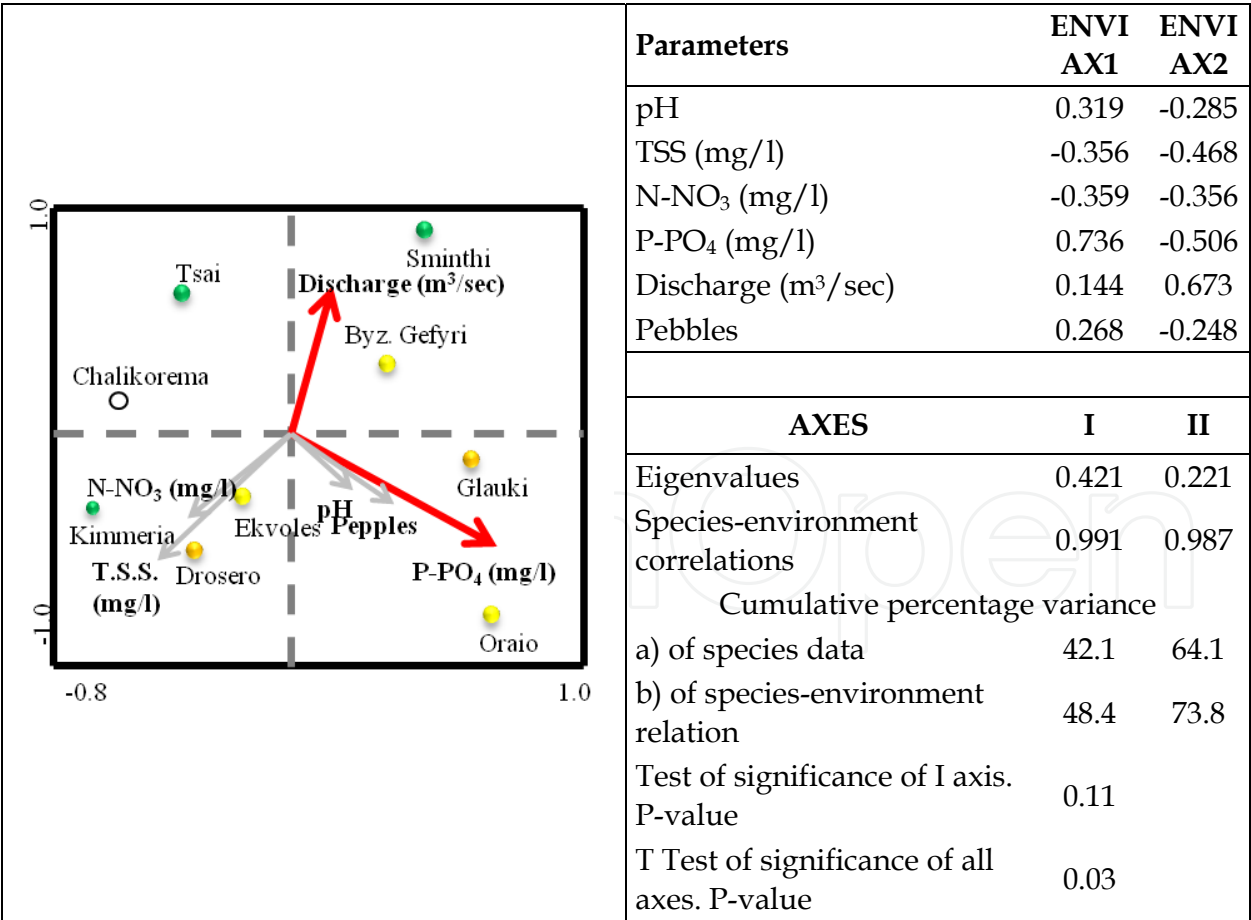 1.0
Sminthi
Tsai
Discharge (m³/sec)
Byz. Gefyri
Chalikorema
Glauki
N-NO₃ (mg/l)
pH
Kimmeria
Ekvoles
Pepples
T.S.S.
(mg/l)
Drosero
P-PO₄ (mg/l)
-1.0
Oraio
-0.8 1.0
Parameters ENVI AX1 ENVI AX2
pH 0.319 -0.285
TSS (mg/l) -0.356 -0.468
N-NO₃ (mg/l) -0.359 -0.356
P-PO₄ (mg/l) 0.736 -0.506
Discharge (m³/sec) 0.144 0.673
Pebbles 0.268 -0.248
AXES I II
Eigenvalues 0.421 0.221
Species-environment
correlations 0.991 0.987
Cumulative percentage variance
a) of species data 42.1 64.1
b) of species-environment
relation 48.4 73.8
Test of significance of I axis.
P-value 0.11
T Test of significance of all
axes. P-value 0.03